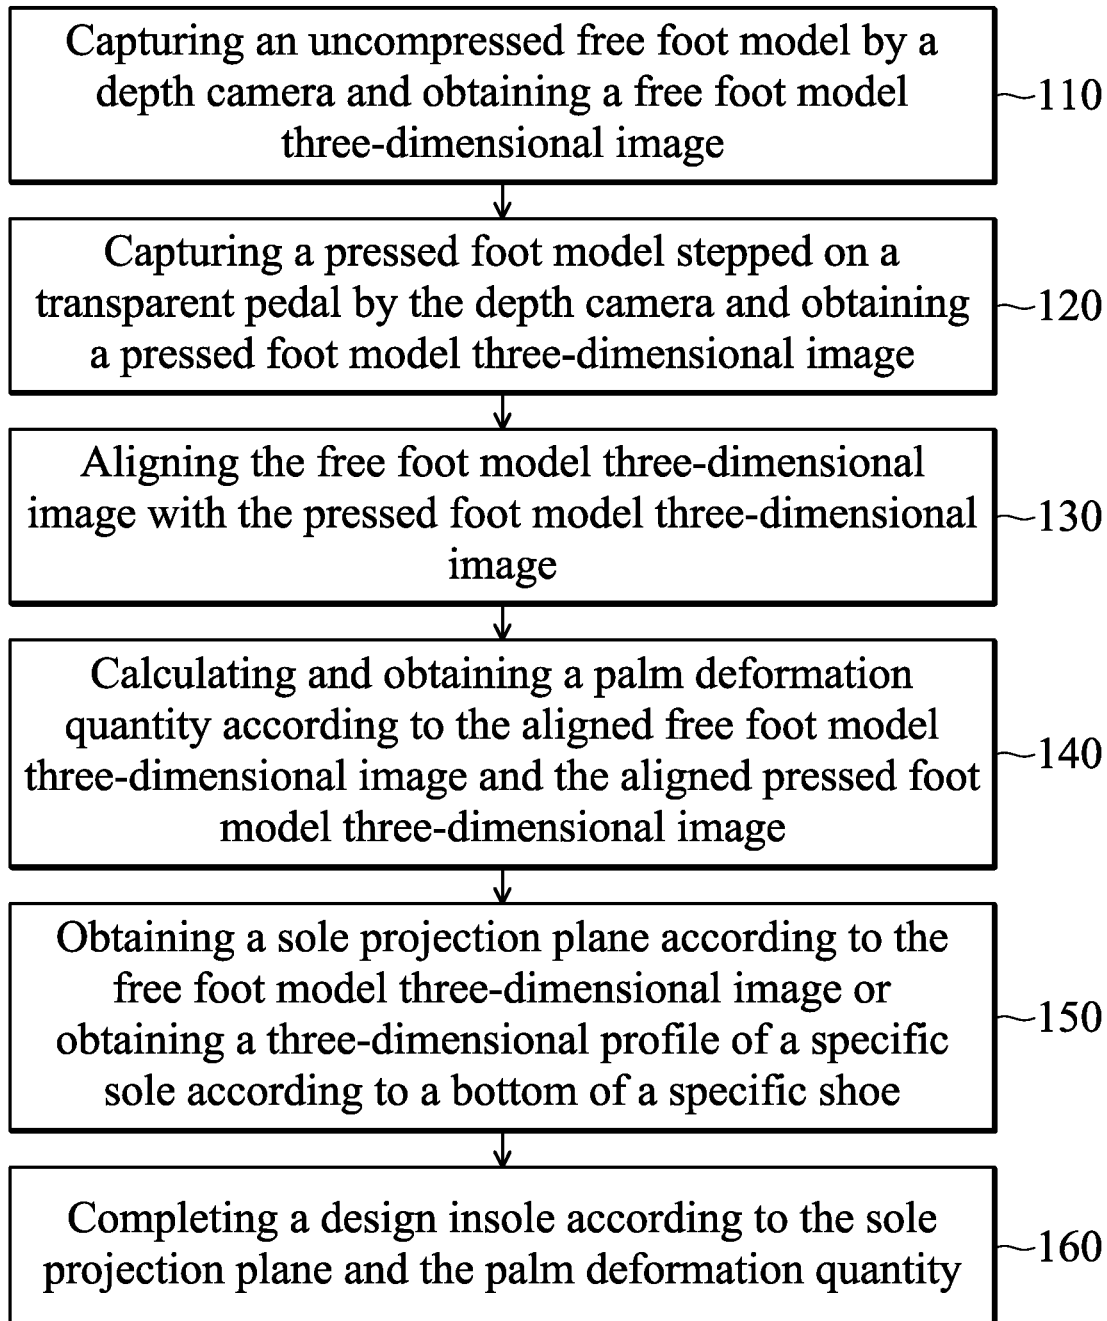 Capturing an uncompressed free foot model by a
depth camera and obtaining a free foot model
three-dimensional image
110
Capturing a pressed foot model stepped on a
transparent pedal by the depth camera and obtaining
a pressed foot model three-dimensional image
120
Aligning the free foot model three-dimensional
image with the pressed foot model three-dimensional
image
130
Calculating and obtaining a palm deformation
quantity according to the aligned free foot model
three-dimensional image and the aligned pressed foot
model three-dimensional image
140
Obtaining a sole projection plane according to the
free foot model three-dimensional image or
obtaining a three-dimensional profile of a specific
sole according to a bottom of a specific shoe
150
Completing a design insole according to the sole
projection plane and the palm deformation quantity
160